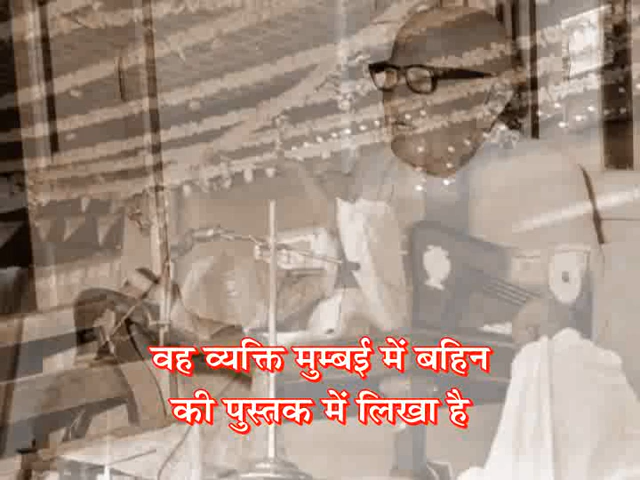 वह व्यक्ति मुम्बई में बहिन
की पुस्तक में लिखा है